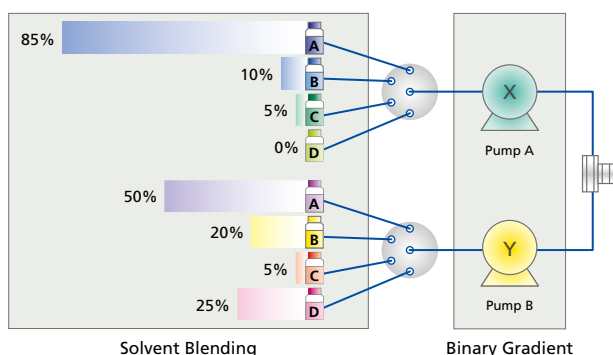 85%
A
10%
B
5%
C
0%
D
X
Pump A
50%
A
20%
B
5%
C
25%
D
Y
Pump B
Solvent Blending
Binary Gradient